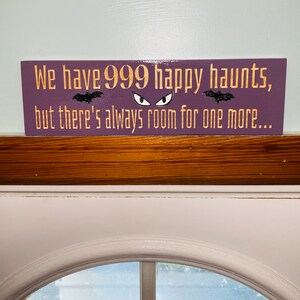 We have 999 happy haunts,
but there's always room for one more...